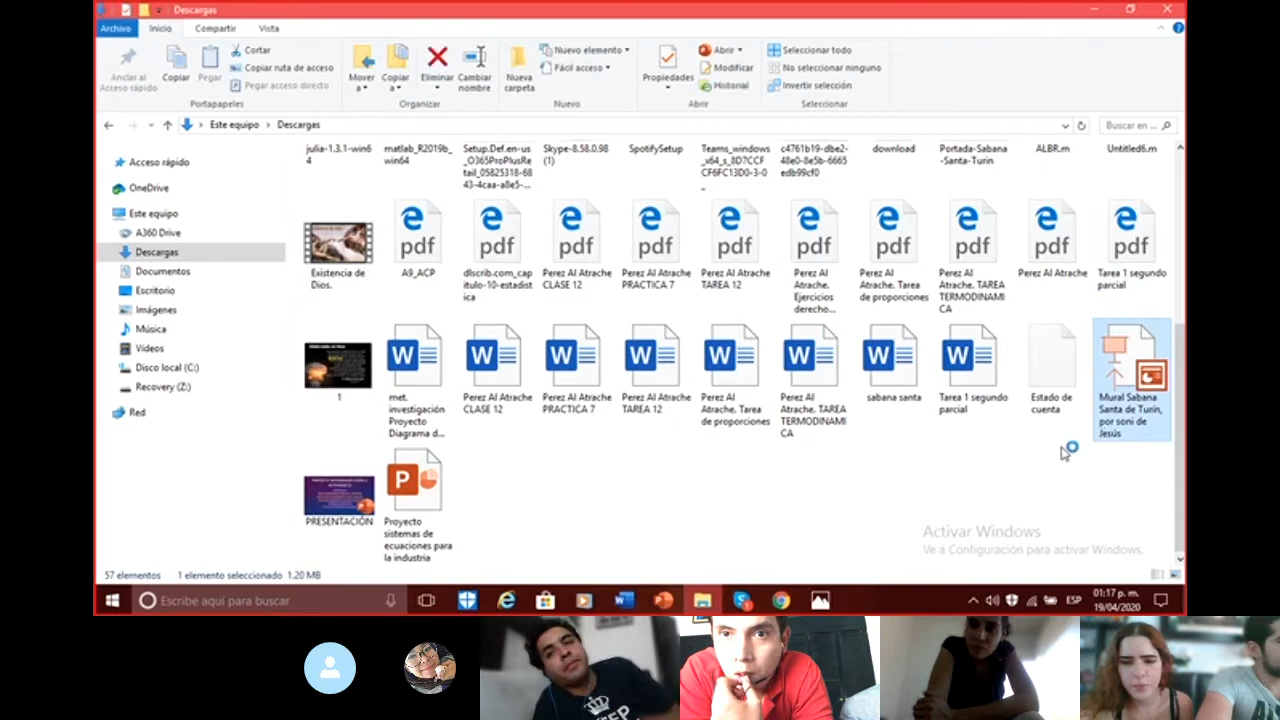 Descargas
Archivo Inicio Compartir Vista
Anclar al Acceso rápido
Copiar
Pegar
Cortar
Copiar ruta de acceso
Pegar acceso directo
Portapapeles
Mover a
Copiar a
Eliminar
Cambiar nombre
Organizar
Nueva carpeta
Nuevo elemento
Fácil acceso
Nuevo
Propiedades
Abrir
Modificar
Historial
Abrir
Seleccionar todo
No seleccionar ninguno
Invertir selección
Seleccionar
Este equipo > Descargas
Buscar en ...
Acceso rápido
OneDrive
Este equipo
A360 Drive
Descargas
Documentos
Escritorio
Imágenes
Música
Vídeos
Disco local (C:)
Recovery (Z:)
Red
julia-1.3.1-win64
matlab_R2019b_win64
Setup.Def.en-us_O365ProPlusRetail_05825318-6843-4caa-a8e5-...
Skype-8.58.0.98 (1)
SpotifySetup
Teams_windows_x64_s_8D7CCFCF6FC13D0-3-0_
c4761b19-dbe2-48e0-8e5b-6665edb99cf0
download
Portada-Sabana-Santa-Turin
ALBR.m
Untitled6.m
Existencia de Dios.
A9_ACP
dlscrib.com_capitulo-10-estadistica
Perez Al Atrache CLASE 12
Perez Al Atrache PRACTICA 7
Perez Al Atrache TAREA 12
Perez Al Atrache. Ejercicios derecho...
Perez Al Atrache. Tarea de proporciones
Perez Al Atrache. TAREA TERMODINAMICA
Perez Al Atrache
Tarea 1 segundo parcial
1
met. investigación Proyecto Diagrama d...
Perez Al Atrache CLASE 12
Perez Al Atrache PRACTICA 7
Perez Al Atrache TAREA 12
Perez Al Atrache. Tarea de proporciones
Perez Al Atrache. TAREA TERMODINAMICA
sabana santa
Tarea 1 segundo parcial
Estado de cuenta
Mural Sabana Santa de Turín, por soni de Jesús
PRESENTACIÓN
Proyecto sistemas de ecuaciones para la industria
Activar Windows
Ve a Configuración para activar Windows.
57 elementos 1 elemento seleccionado 1.20 MB
Escribe aquí para buscar
ESP
01:17 p. m.
19/04/2020